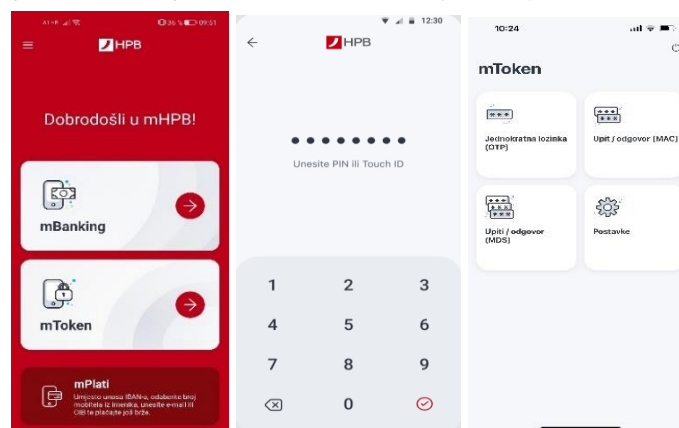 A1-HR
36 % 09:51
HPB
Dobrodošli u mHPB!
mBanking
mToken
mPlati
Umjesto unosa IBAN-a, odaberite broj
mobitela iz imenika, unesite e-mail ili
OIB te plaćajte još brže.
12:30
HPB
Unesite PIN ili Touch ID
1 2 3
4 5 6
7 8 9
0
10:24
mToken
Jednokratna lozinka
(OTP)
Upit / odgovor (MAC)
Upiti / odgovor
(MDS)
Postavke